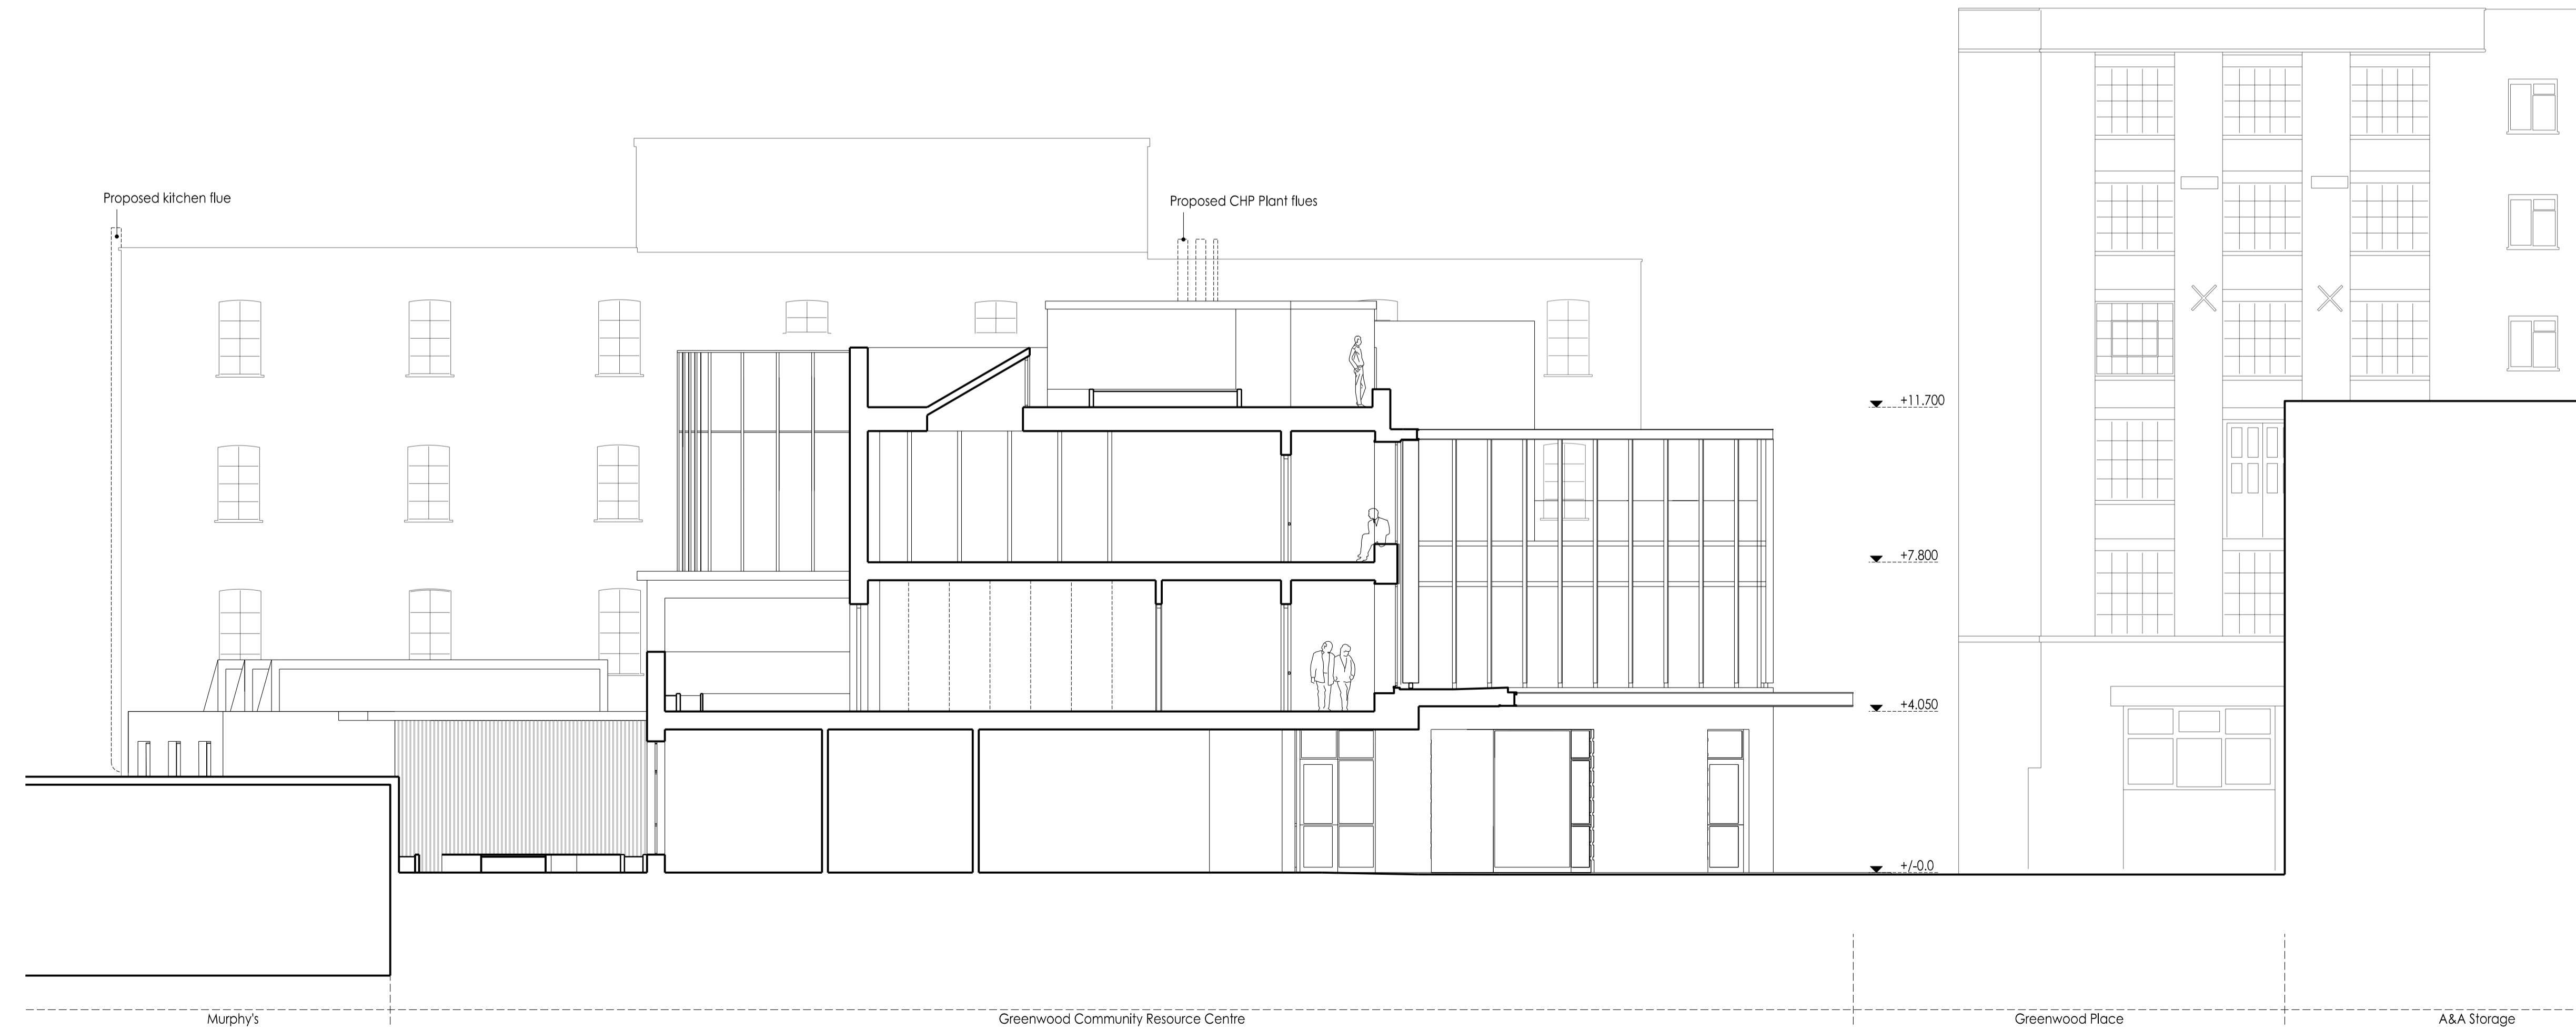 Proposed kitchen flue
Proposed CHP Plant flues
+11.700
+7.800
+4.050
+/-0.0
Murphy's
Greenwood Community Resource Centre
Greenwood Place
A&A Storage